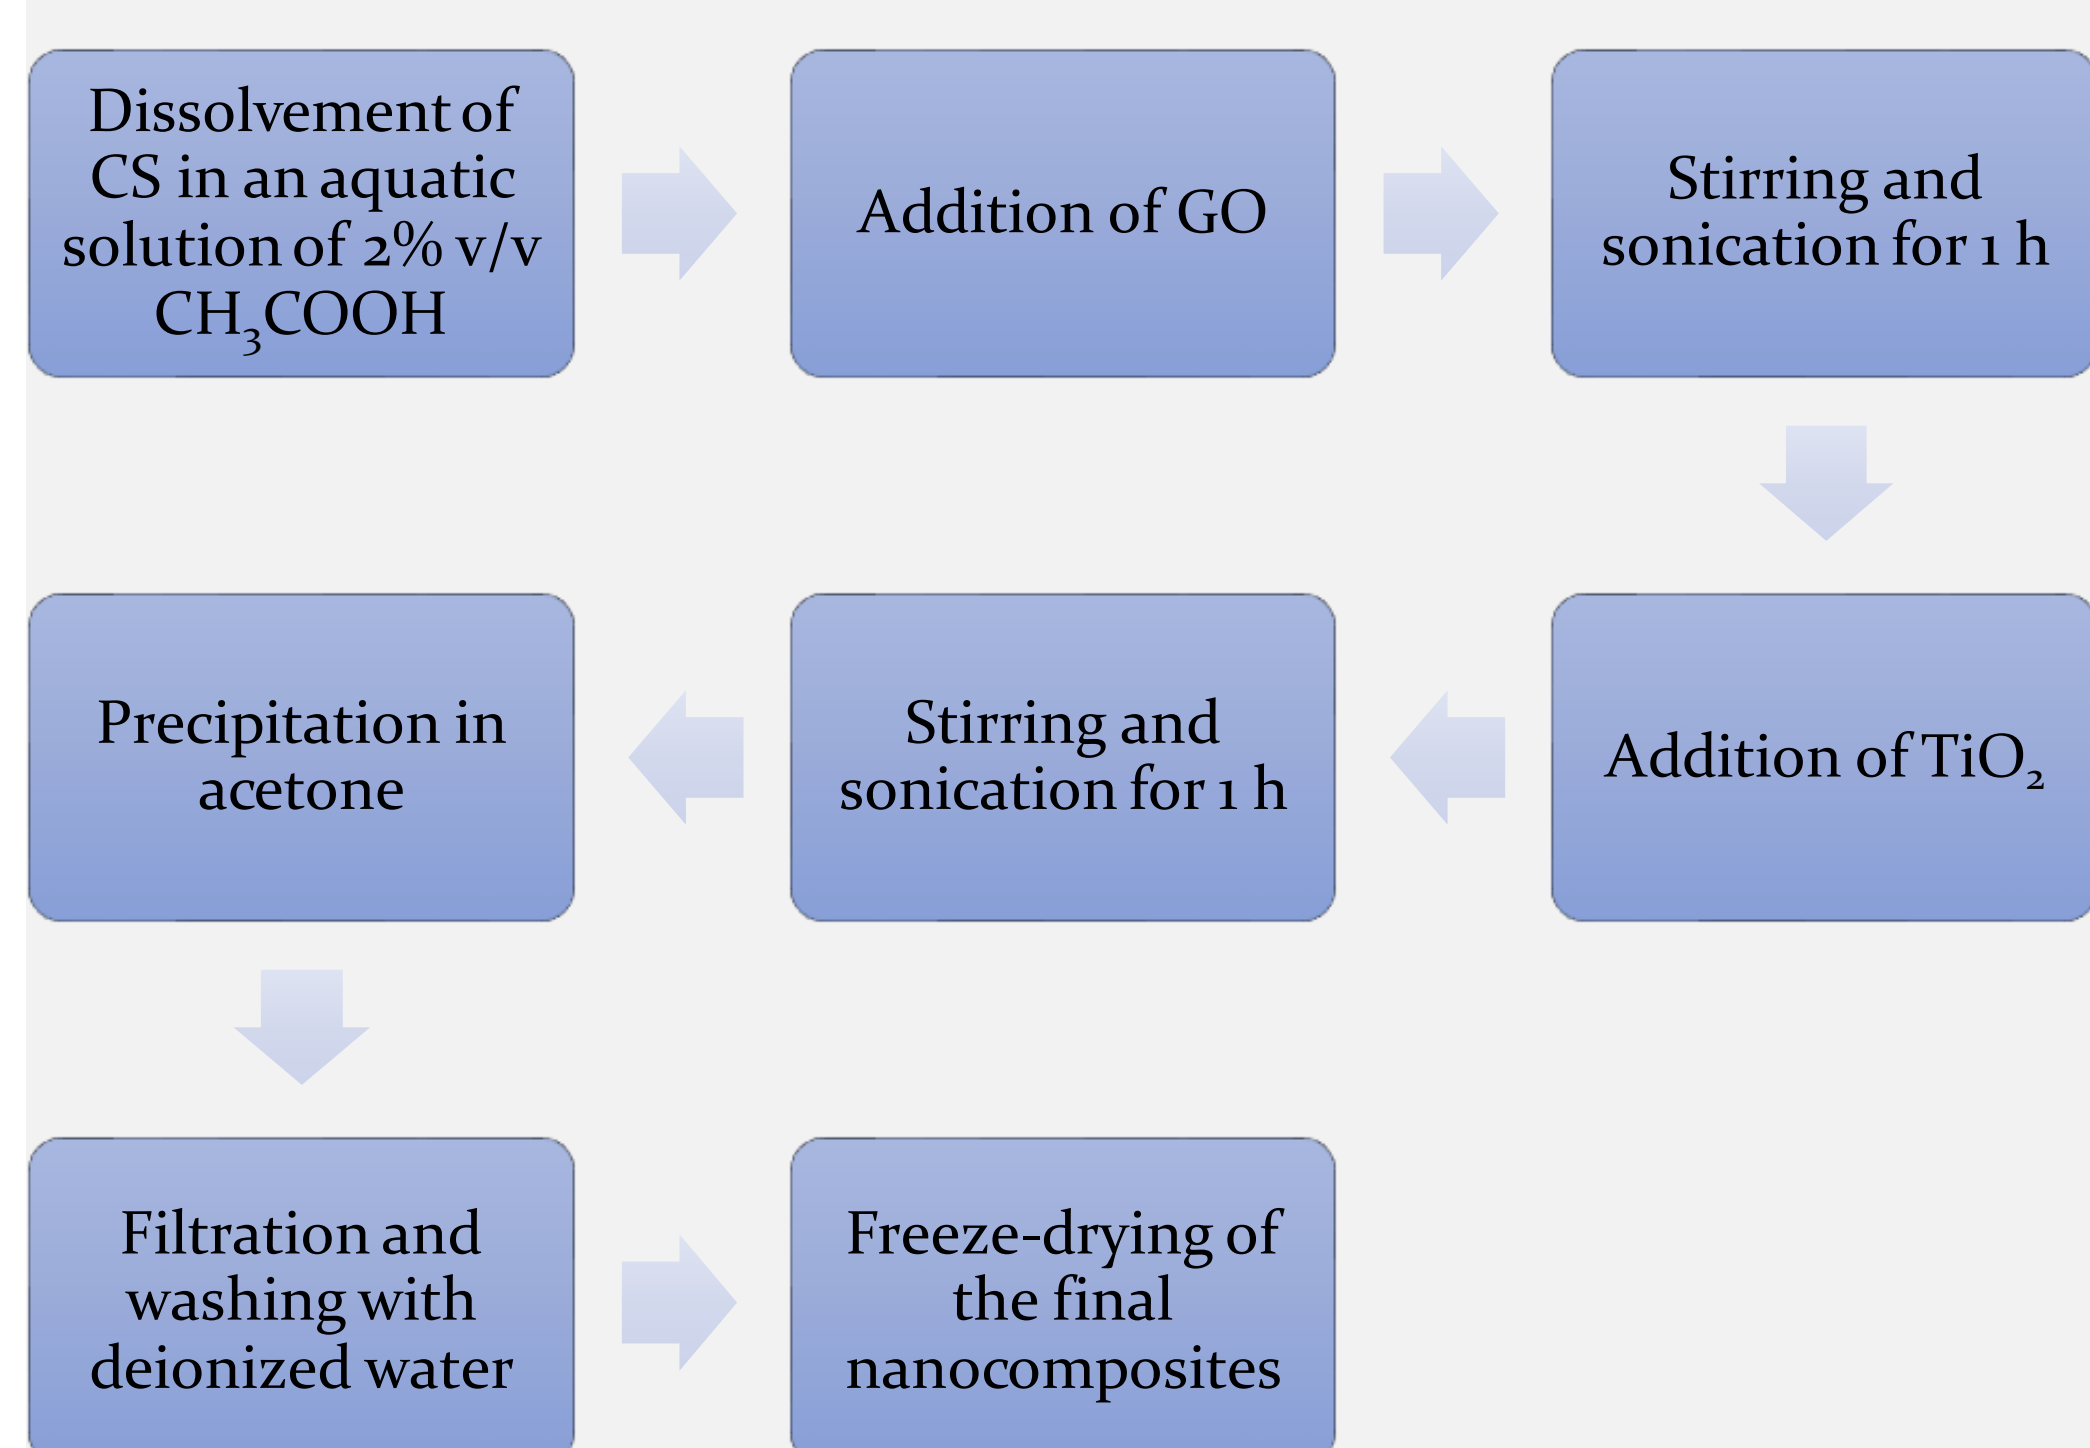 Dissolvement of
CS in an aquatic
solution of 2% v/v
CH₃COOH
Addition of GO
Stirring and
sonication for 1 h
Addition of TiO₂
Stirring and
sonication for 1 h
Precipitation in
acetone
Filtration and
washing with
deionized water
Freeze-drying of
the final
nanocomposites